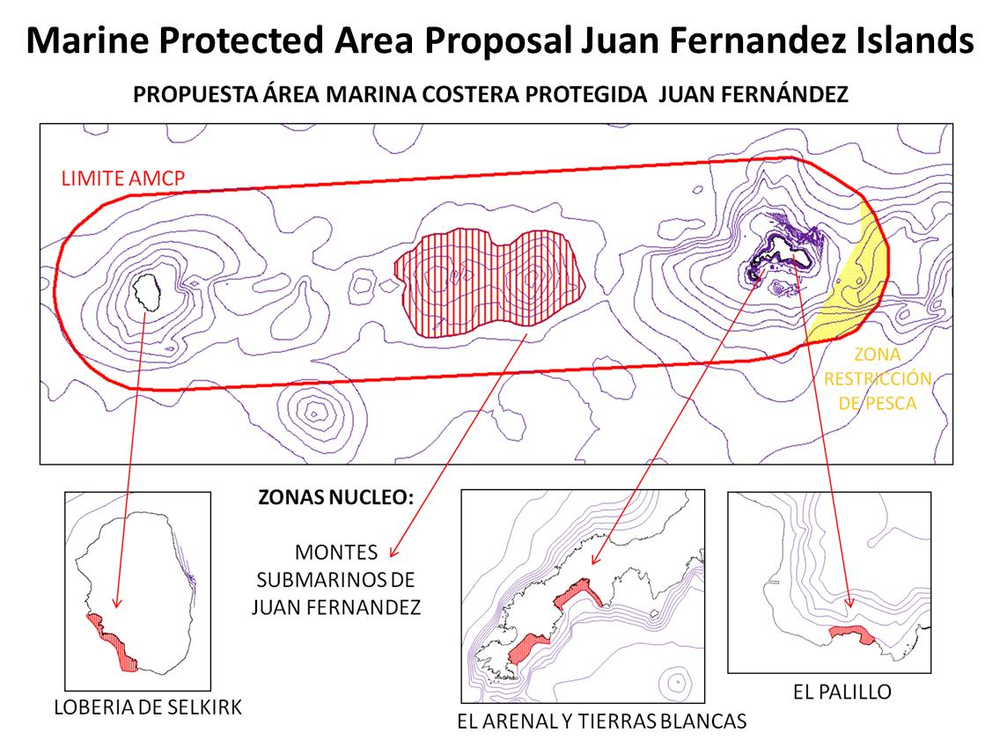 Marine Protected Area Proposal Juan Fernandez Islands
PROPUESTA ÁREA MARINA COSTERA PROTEGIDA JUAN FERNÁNDEZ
LIMITE AMCP
ZONA
RESTRICCIÓN
DE PESCA
ZONAS NUCLEO:
MONTES
SUBMARINOS DE
JUAN FERNANDEZ
LOBERIA DE SELKIRK
EL ARENAL Y TIERRAS BLANCAS
EL PALILLO